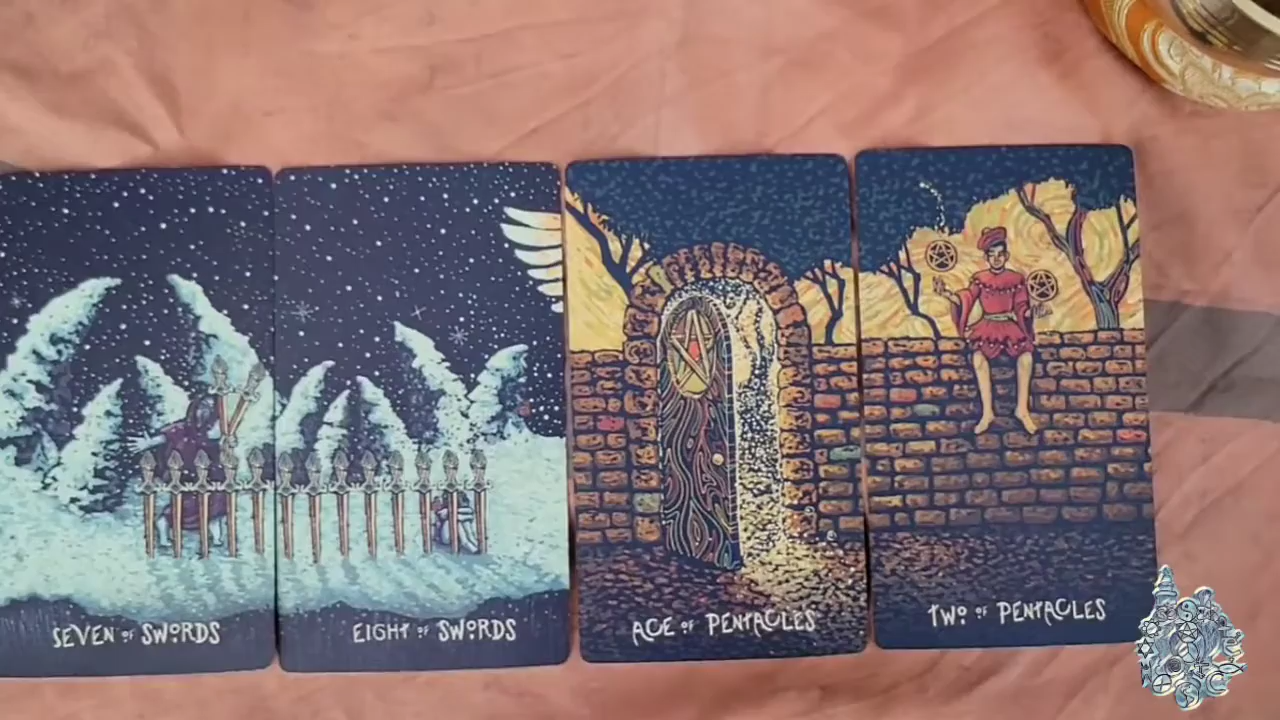 SEVEN OF SWORDS
EIGHT OF SWORDS
ACE OF PENTACLES
TWO OF PENTACLES